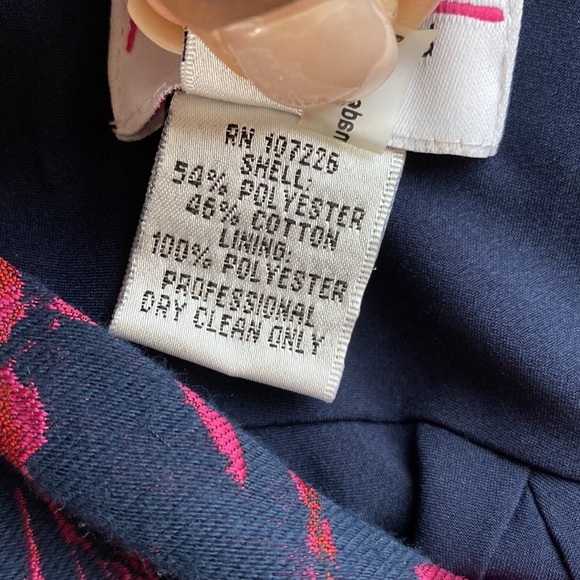 RN 107226
SHELL:
54% POLYESTER
46% COTTON
LINING:
100% POLYESTER
PROFESSIONAL
DRY CLEAN ONLY